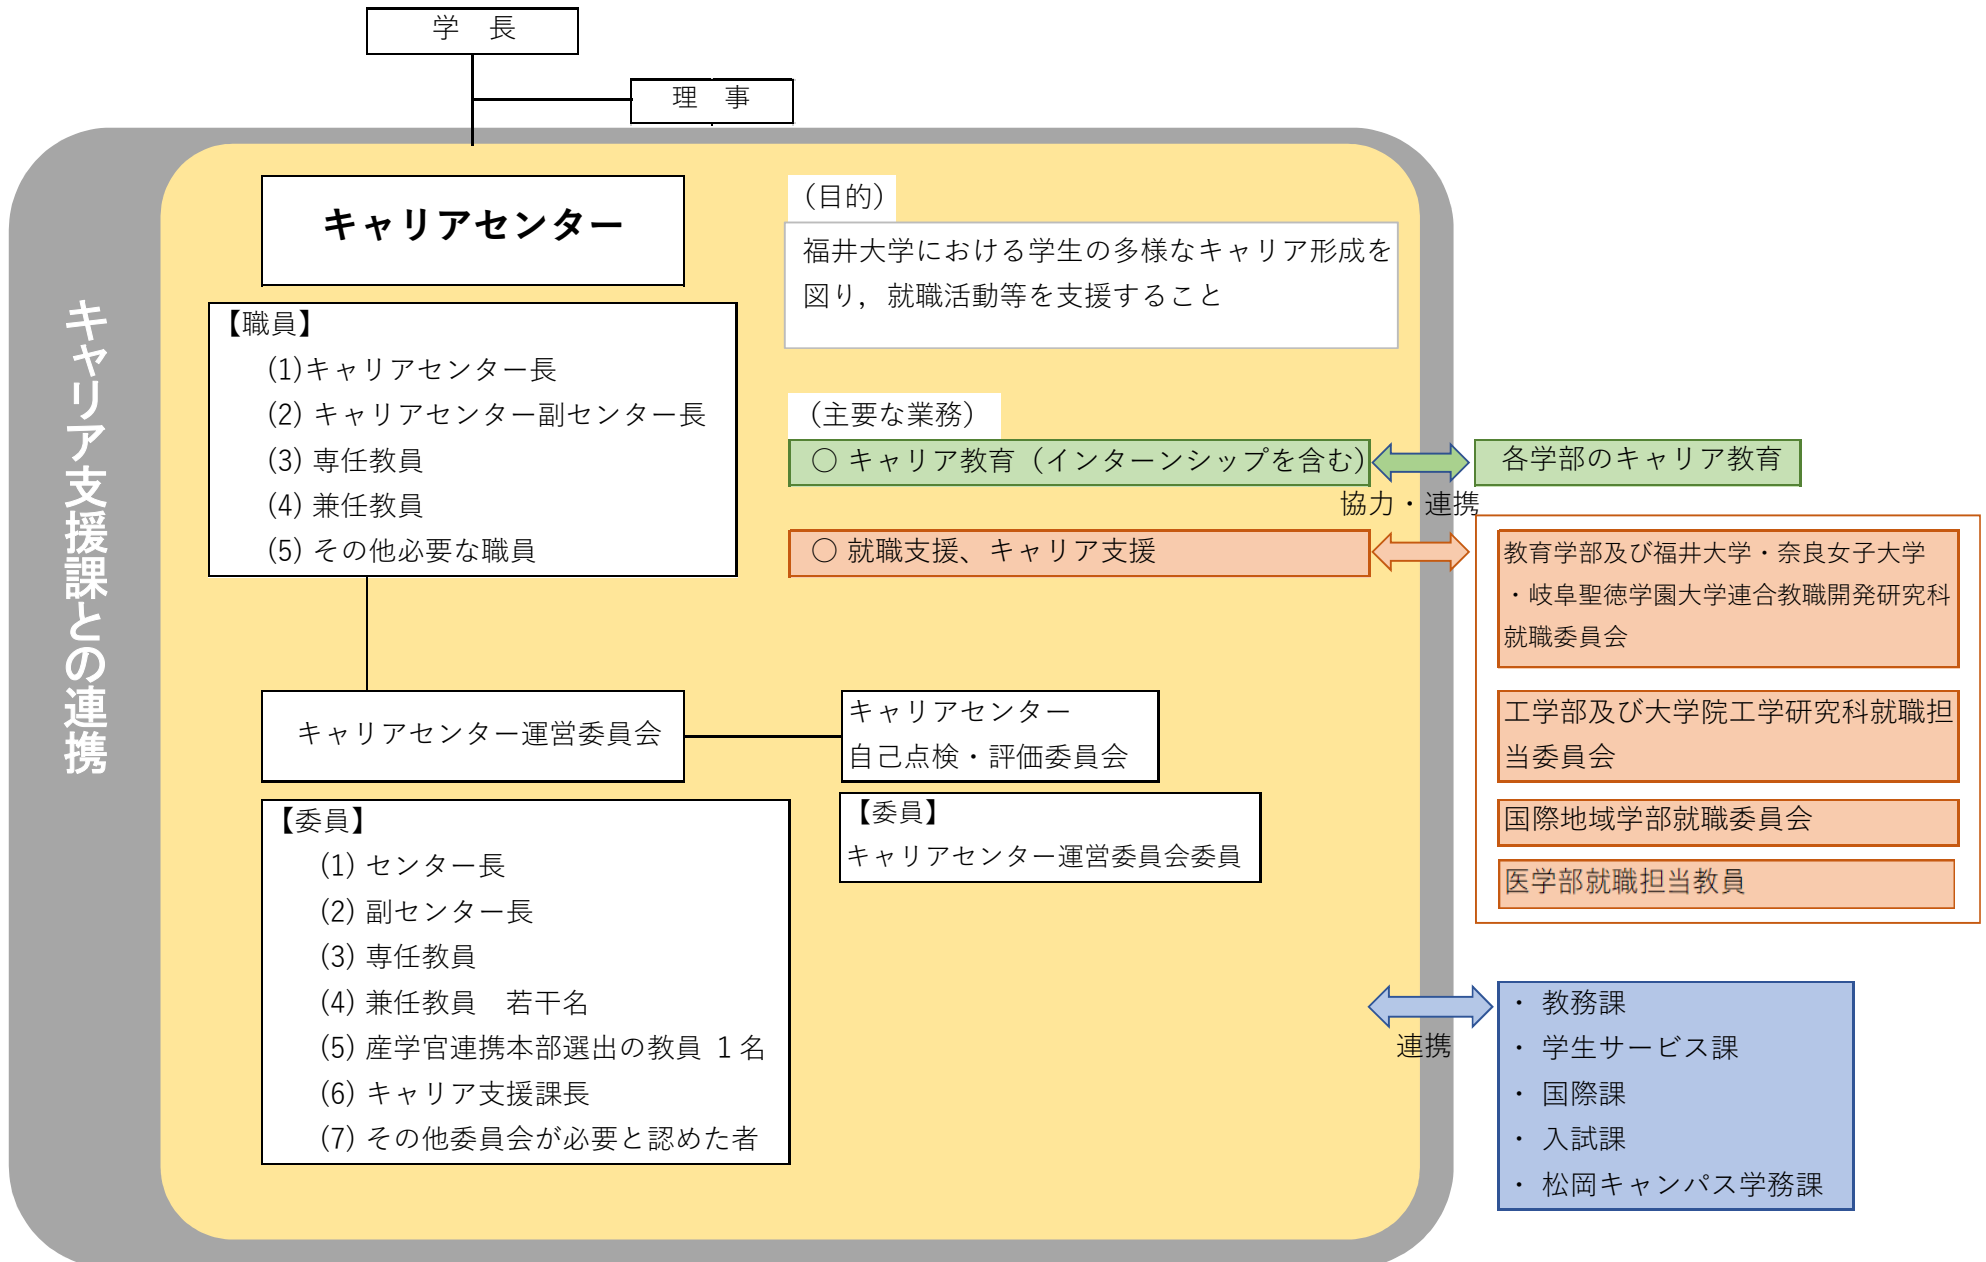 学　長
理　事
キャリア支援課との連携
キャリアセンター
【職員】
(1)キャリアセンター長
(2) キャリアセンター副センター長
(3) 専任教員
(4) 兼任教員
(5) その他必要な職員
（目的）
福井大学における学生の多様なキャリア形成を
図り，就職活動等を支援すること
（主要な業務）
○ キャリア教育（インターンシップを含む）
○ 就職支援、キャリア支援
協力・連携
各学部のキャリア教育
教育学部及び福井大学・奈良女子大学
・岐阜聖徳学園大学連合教職開発研究科
就職委員会
工学部及び大学院工学研究科就職担
当委員会
国際地域学部就職委員会
医学部就職担当教員
キャリアセンター運営委員会
キャリアセンター
自己点検・評価委員会
【委員】
(1) センター長
(2) 副センター長
(3) 専任教員
(4) 兼任教員　若干名
(5) 産学官連携本部選出の教員 １名
(6) キャリア支援課長
(7) その他委員会が必要と認めた者
【委員】
キャリアセンター運営委員会委員
連携
・ 教務課
・ 学生サービス課
・ 国際課
・ 入試課
・ 松岡キャンパス学務課